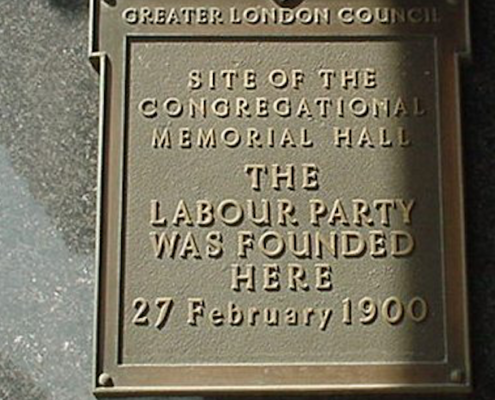 GREATER LONDON COUNCIL
SITE OF THE
CONGREGATIONAL
MEMORIAL HALL
THE
LABOUR PARTY
WAS FOUNDED
HERE
27 February 1900